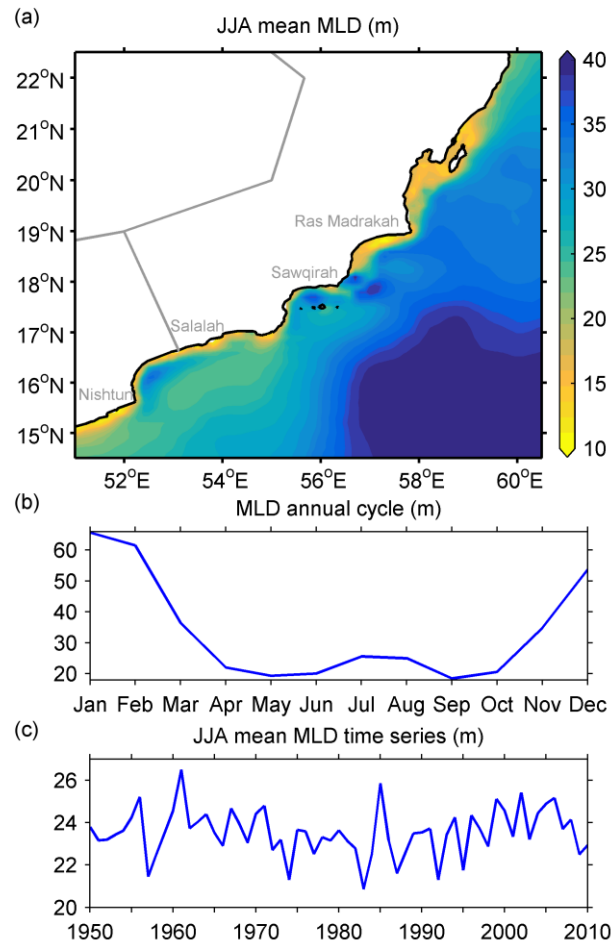 (a)
JJA mean MLD (m)
22°N
21°N
20°N
19°N
18°N
17°N
16°N
15°N
Ras Madrakah
Sawqirah
Salalah
Nishtun
52°E 54°E 56°E 58°E 60°E
40
35
30
25
20
15
10
(b)
MLD annual cycle (m)
60
50
40
30
20
Jan Feb Mar Apr May Jun Jul Aug Sep Oct Nov Dec
(c)
JJA mean MLD time series (m)
26
24
22
20
1950 1960 1970 1980 1990 2000 2010